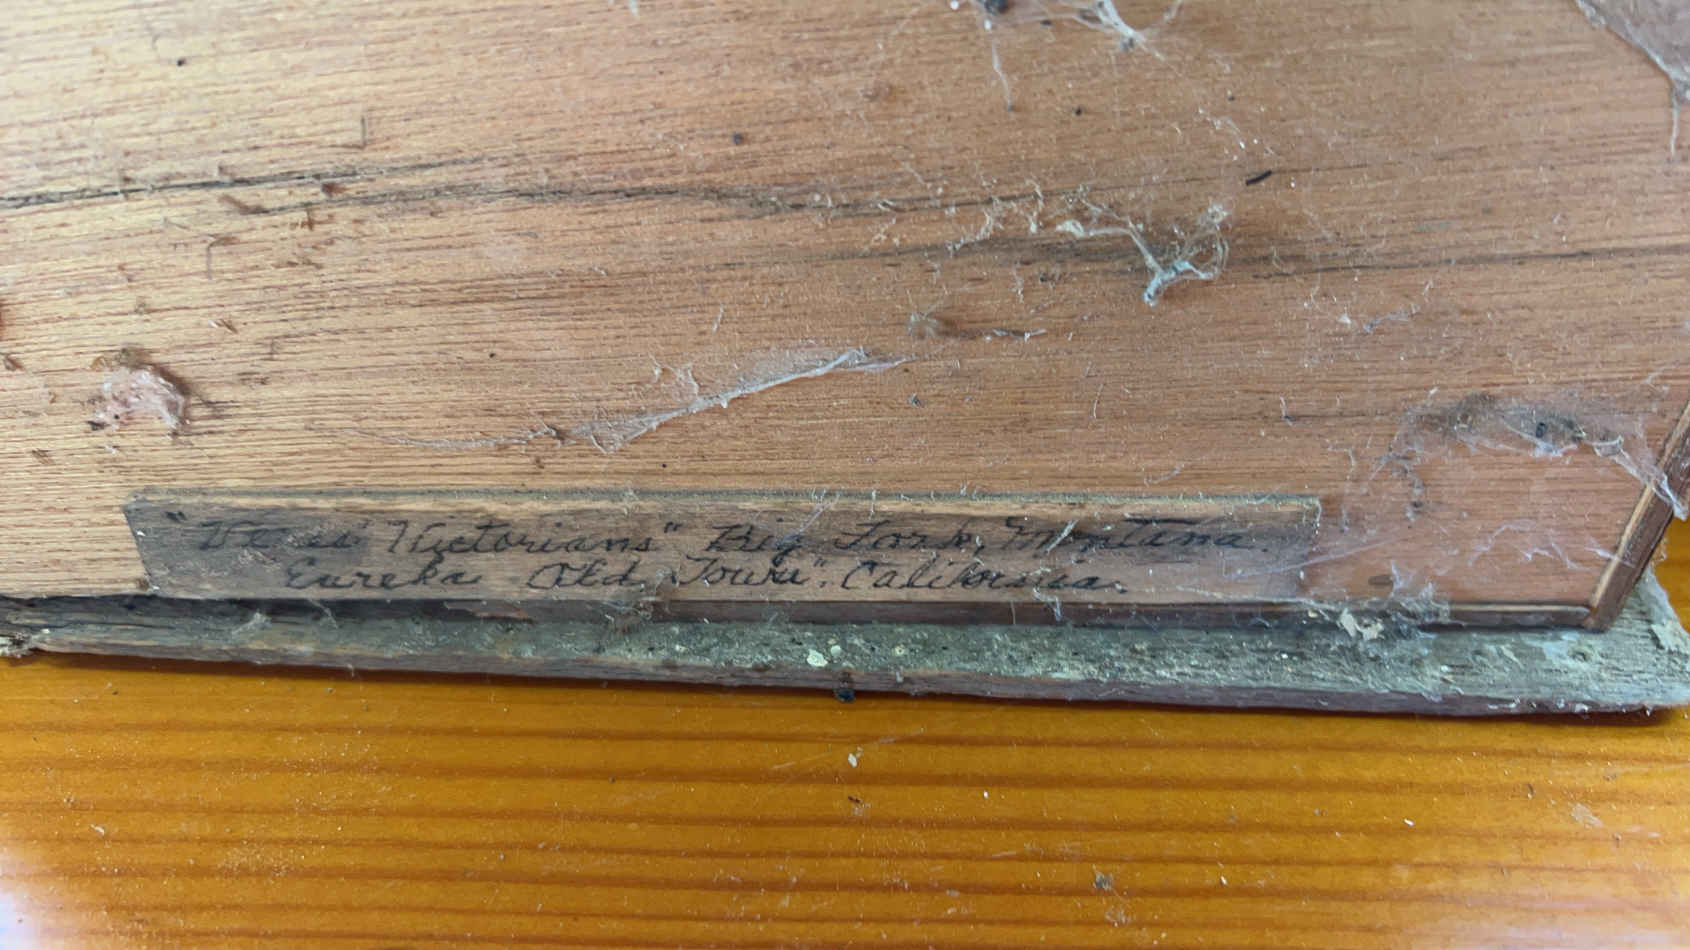 Victorians" Big Fork, Montana.
Eureka Old Town". California.